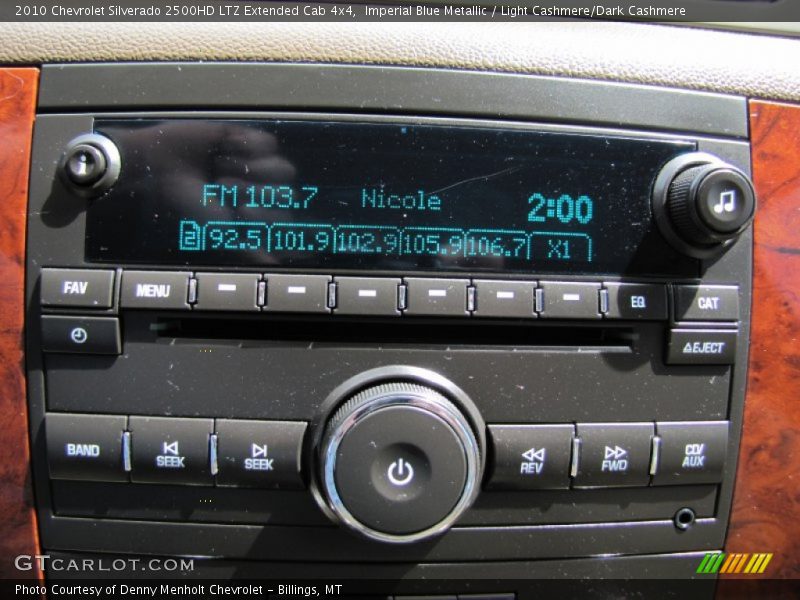 2010 Chevrolet Silverado 2500HD LTZ Extended Cab 4x4, Imperial Blue Metallic / Light Cashmere/Dark Cashmere
FM 103.7 Nicole 2:00
2 92.5 101.9 102.9 105.9 106.7 X1
FAV MENU EQ CAT
EJECT
BAND SEEK SEEK REV FWD CD/AUX
GTCARLOT.COM
Photo Courtesy of Denny Menholt Chevrolet – Billings, MT